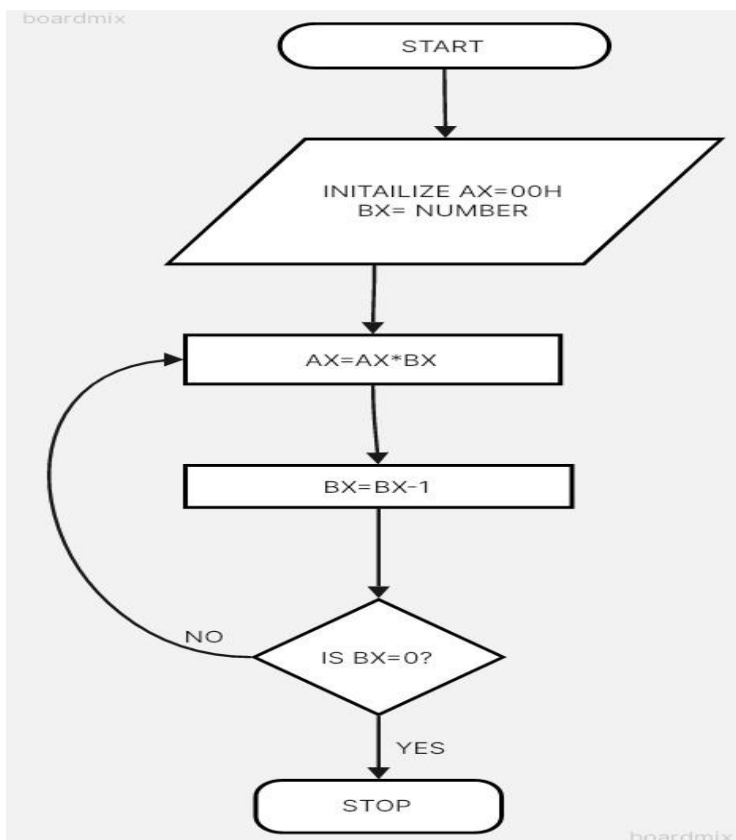 boardmix
START
INITAILIZE AX=00H
BX= NUMBER
AX=AX*BX
BX=BX-1
NO
IS BX=0?
YES
STOP
boardmix